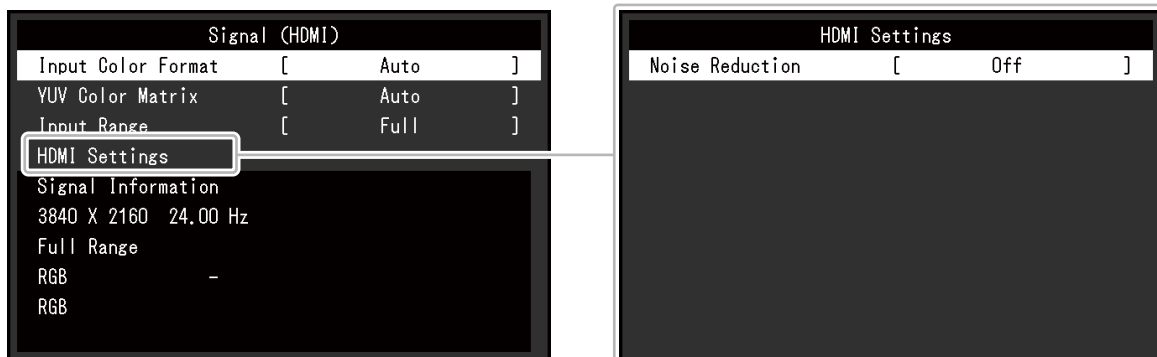 Signal (HDMI)
Input Color Format [ Auto ]
YUV Color Matrix [ Auto ]
Input Range [ Full ]
HDMI Settings
Signal Information
3840 X 2160 24.00 Hz
Full Range
RGB -
RGB
HDMI Settings
Noise Reduction [ Off ]